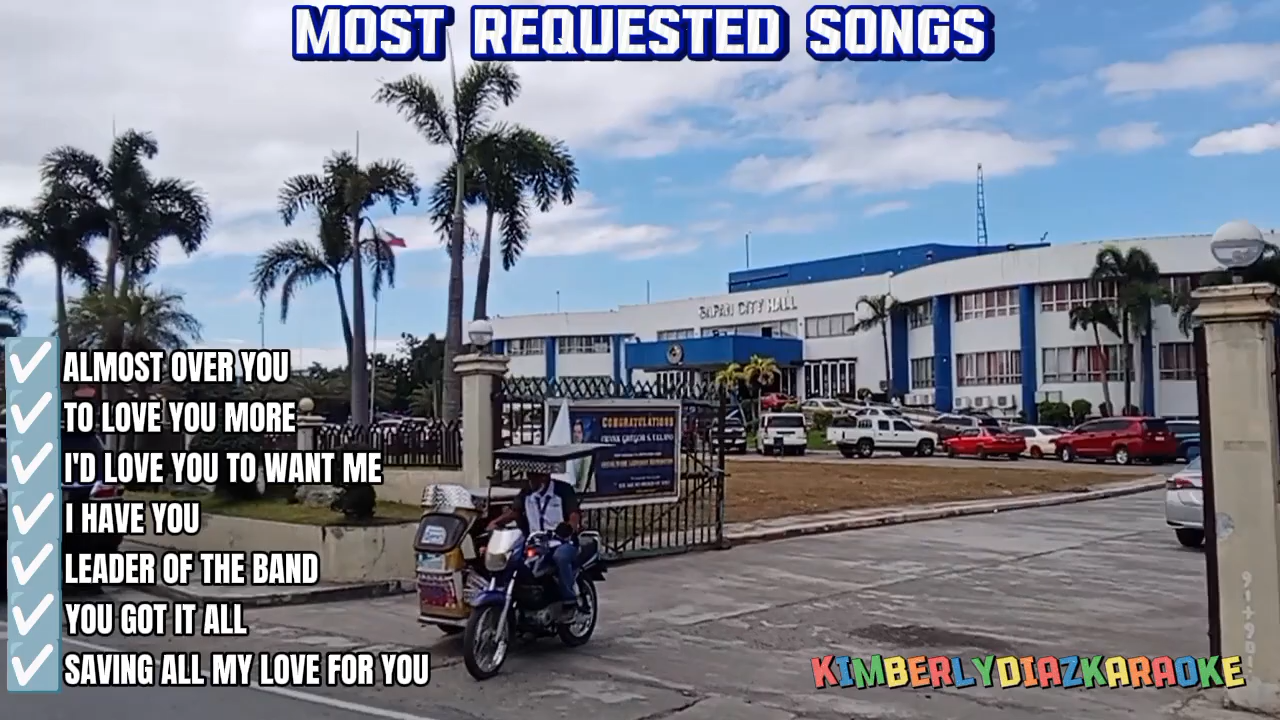 MOST REQUESTED SONGS
GAPAN CITY HALL
CONGRATULATIONS
ALMOST OVER YOU
TO LOVE YOU MORE
I'D LOVE YOU TO WANT ME
I HAVE YOU
LEADER OF THE BAND
YOU GOT IT ALL
SAVING ALL MY LOVE FOR YOU
KIMBERLYDIAZKARAOKE